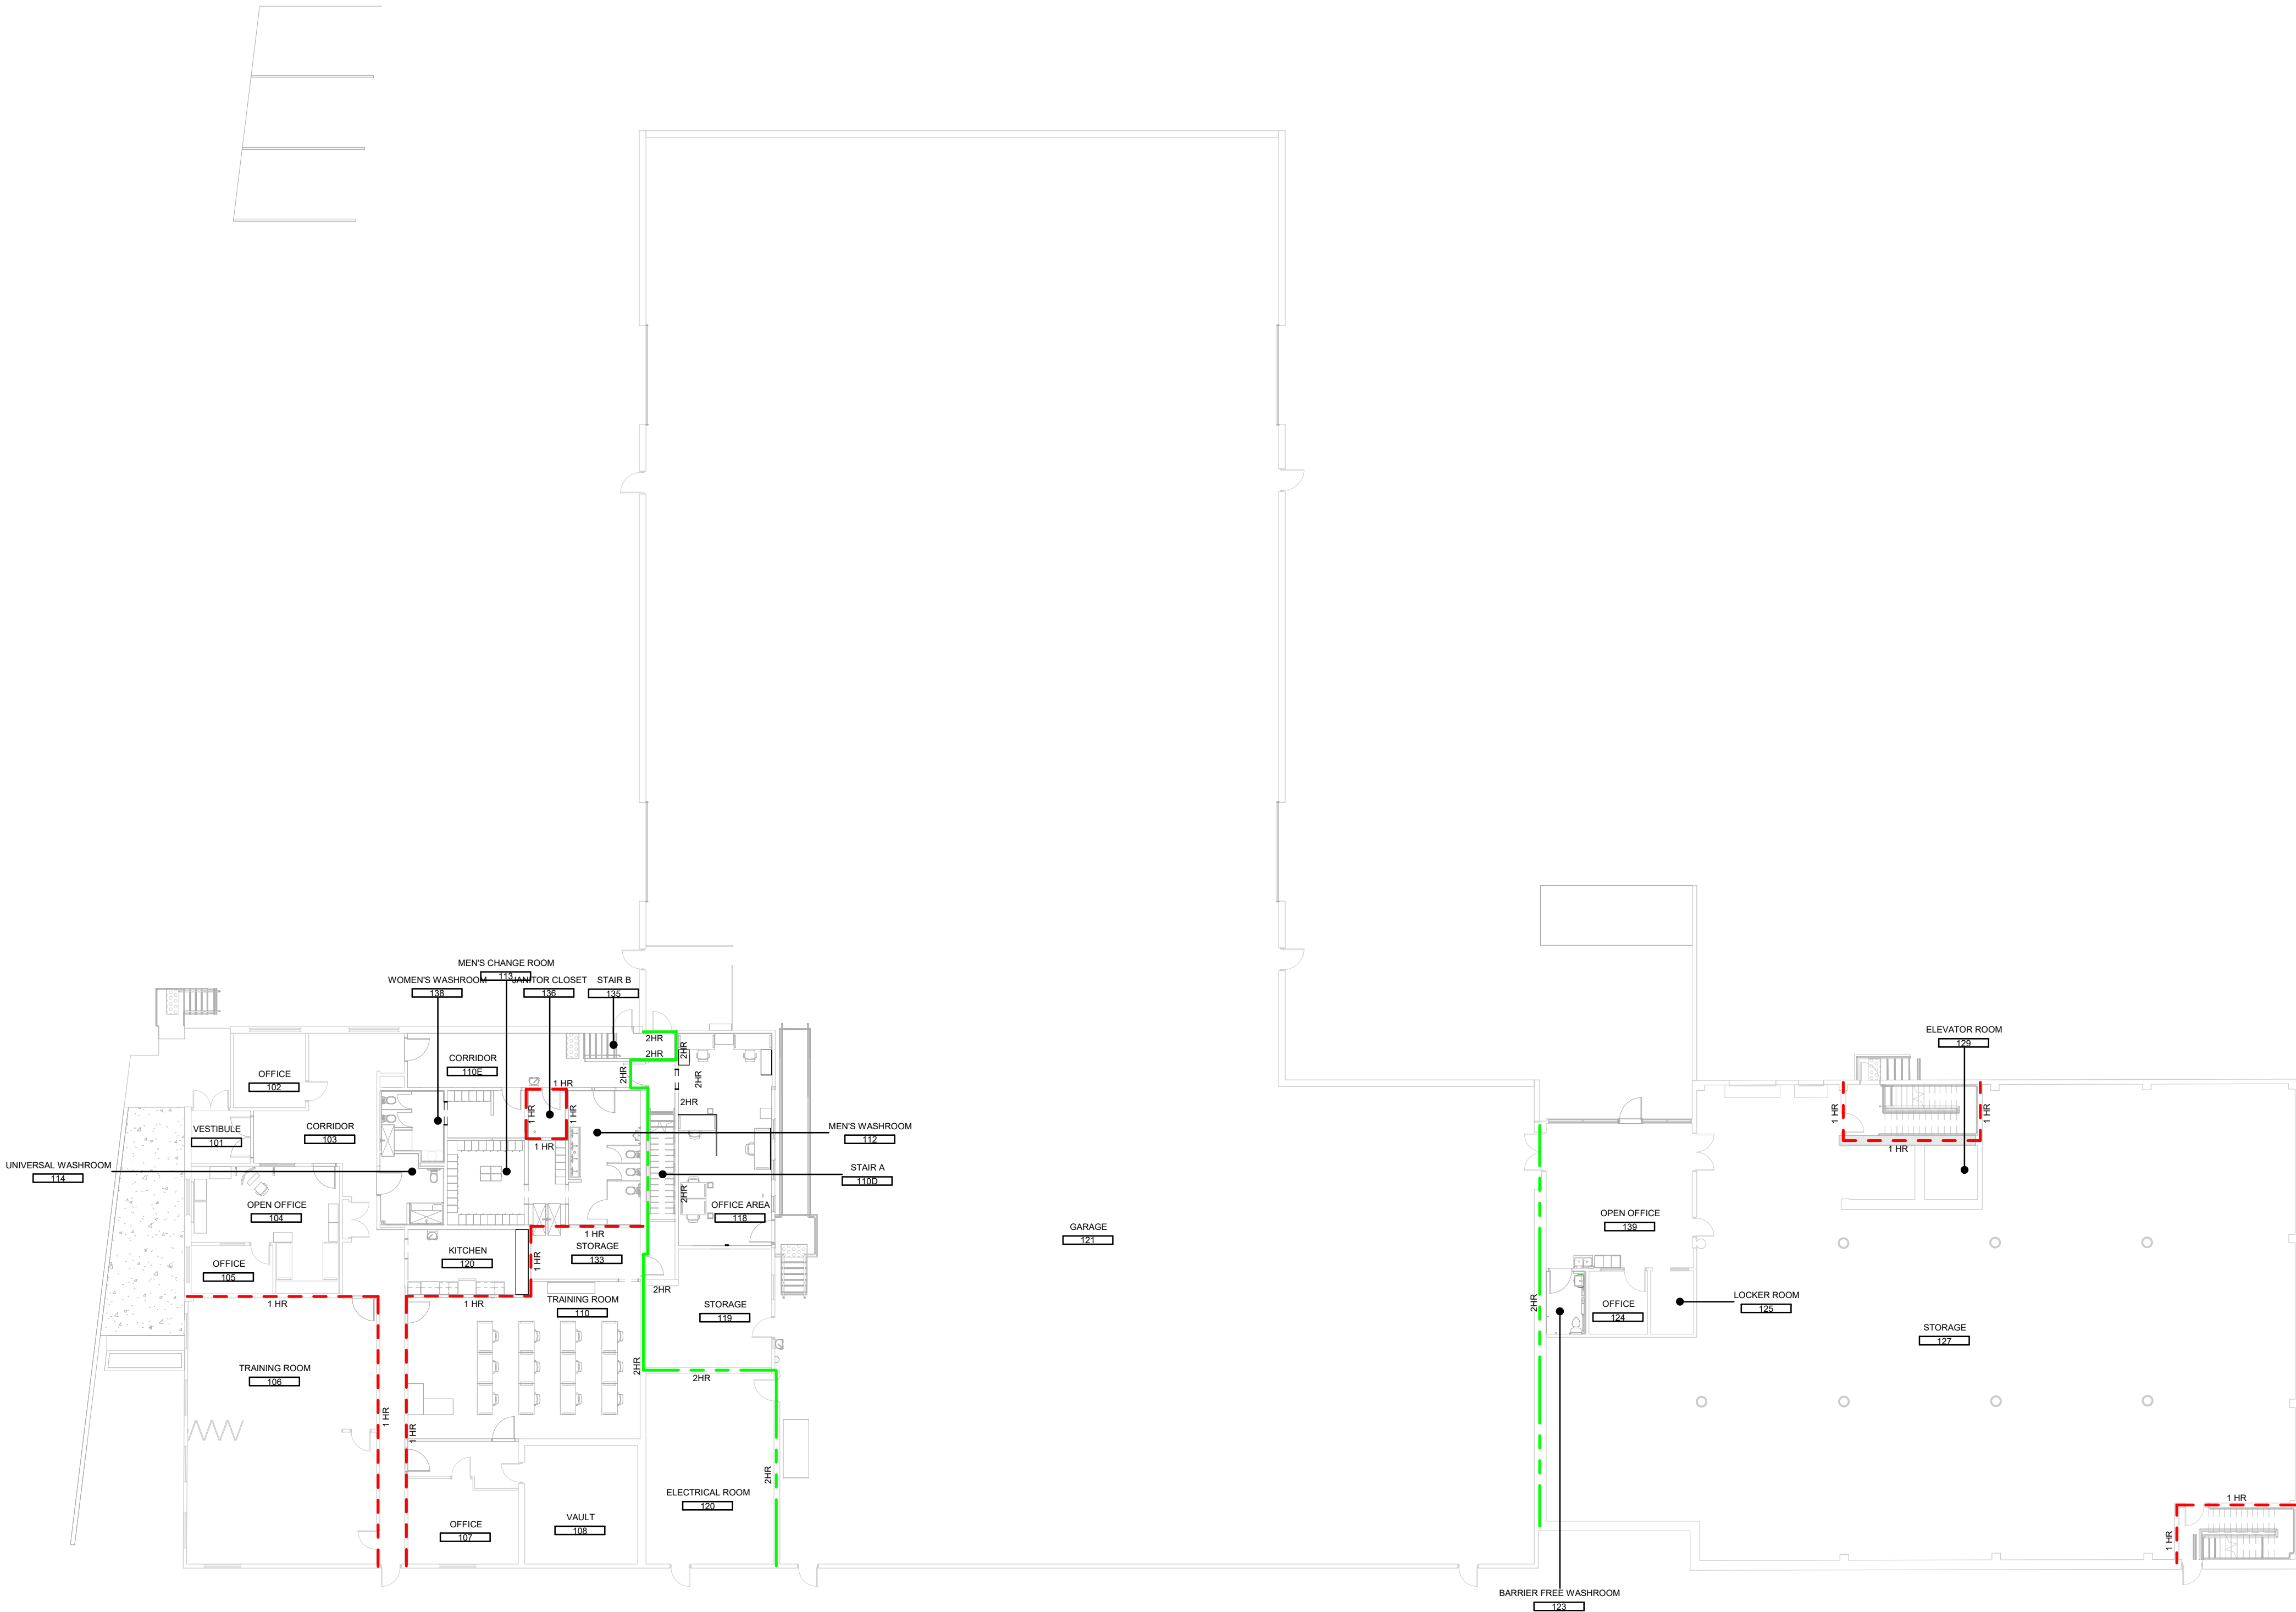 MEN'S CHANGE ROOM
113
WOMEN'S WASHROOM
138
JANITOR CLOSET
136
STAIR B
135
ELEVATOR ROOM
129
2HR
2HR
2HR
CORRIDOR
110E
OFFICE
102
2HR
2HR
1 HR
2HR
1 HR
1 HR
1 HR
1 HR
1 HR
VESTIBULE
101
CORRIDOR
103
MEN'S WASHROOM
112
1 HR
UNIVERSAL WASHROOM
114
STAIR A
110D
2HR
OPEN OFFICE
104
OFFICE AREA
118
OPEN OFFICE
139
GARAGE
121
1 HR
STORAGE
133
KITCHEN
120
1 HR
OFFICE
105
2HR
1 HR
1 HR
TRAINING ROOM
110
STORAGE
119
2HR
OFFICE
124
LOCKER ROOM
125
STORAGE
127
TRAINING ROOM
106
2HR
2HR
1 HR
1 HR
2HR
ELECTRICAL ROOM
120
1 HR
VAULT
108
OFFICE
107
1 HR
BARRIER FREE WASHROOM
123